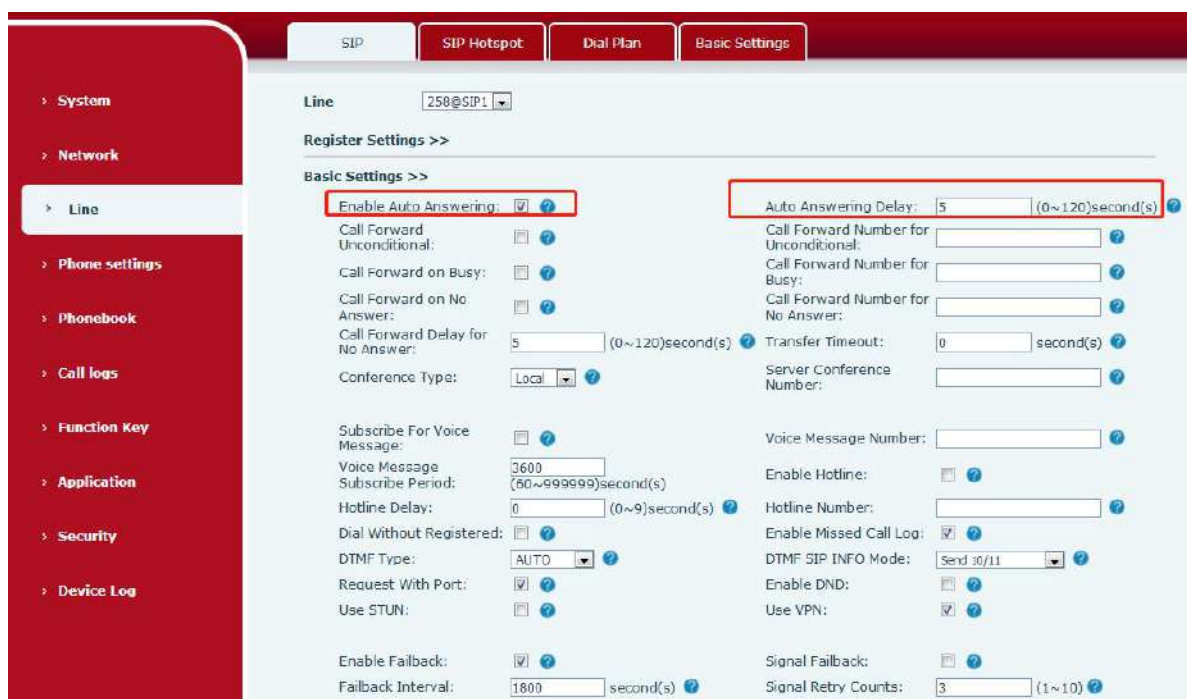 SIP
SIP Hotspot
Dial Plan
Basic Settings
› System
› Network
› Line
› Phone settings
› Phonebook
› Call logs
› Function Key
› Application
› Security
› Device Log
Line 258@SIP1
Register Settings >>
Basic Settings >>
Enable Auto Answering: Auto Answering Delay: 5 (0~120)second(s)
Call Forward Unconditional: Call Forward Number for Unconditional:
Call Forward on Busy: Call Forward Number for Busy:
Call Forward on No Answer: Call Forward Number for No Answer:
Call Forward Delay for No Answer: 5 (0~120)second(s) Transfer Timeout: 0 second(s)
Conference Type: Local Server Conference Number:
Subscribe For Voice Message: Voice Message Number:
Voice Message Subscribe Period: 3600 (60~999999)second(s) Enable Hotline:
Hotline Delay: 0 (0~9)second(s) Hotline Number:
Dial Without Registered: Enable Missed Call Log:
DTMF Type: AUTO DTMF SIP INFO Mode: Send 10/11
Request With Port: Enable DND:
Use STUN: Use VPN:
Enable Failback: Signal Failback:
Failback Interval: 1800 second(s) Signal Retry Counts: 3 (1~10)